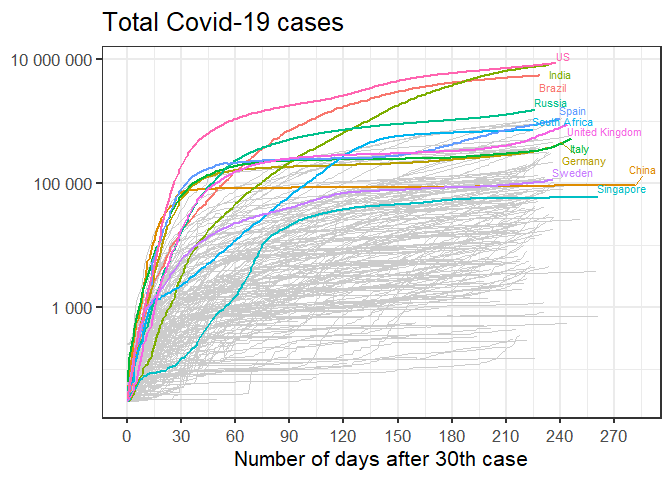 Total Covid-19 cases
10 000 000
100 000
1 000
US
India
Brazil
Russia
Spain
South Africa
United Kingdom
Italy
Germany
China
Sweden
Singapore
0 30 60 90 120 150 180 210 240 270
Number of days after 30th case